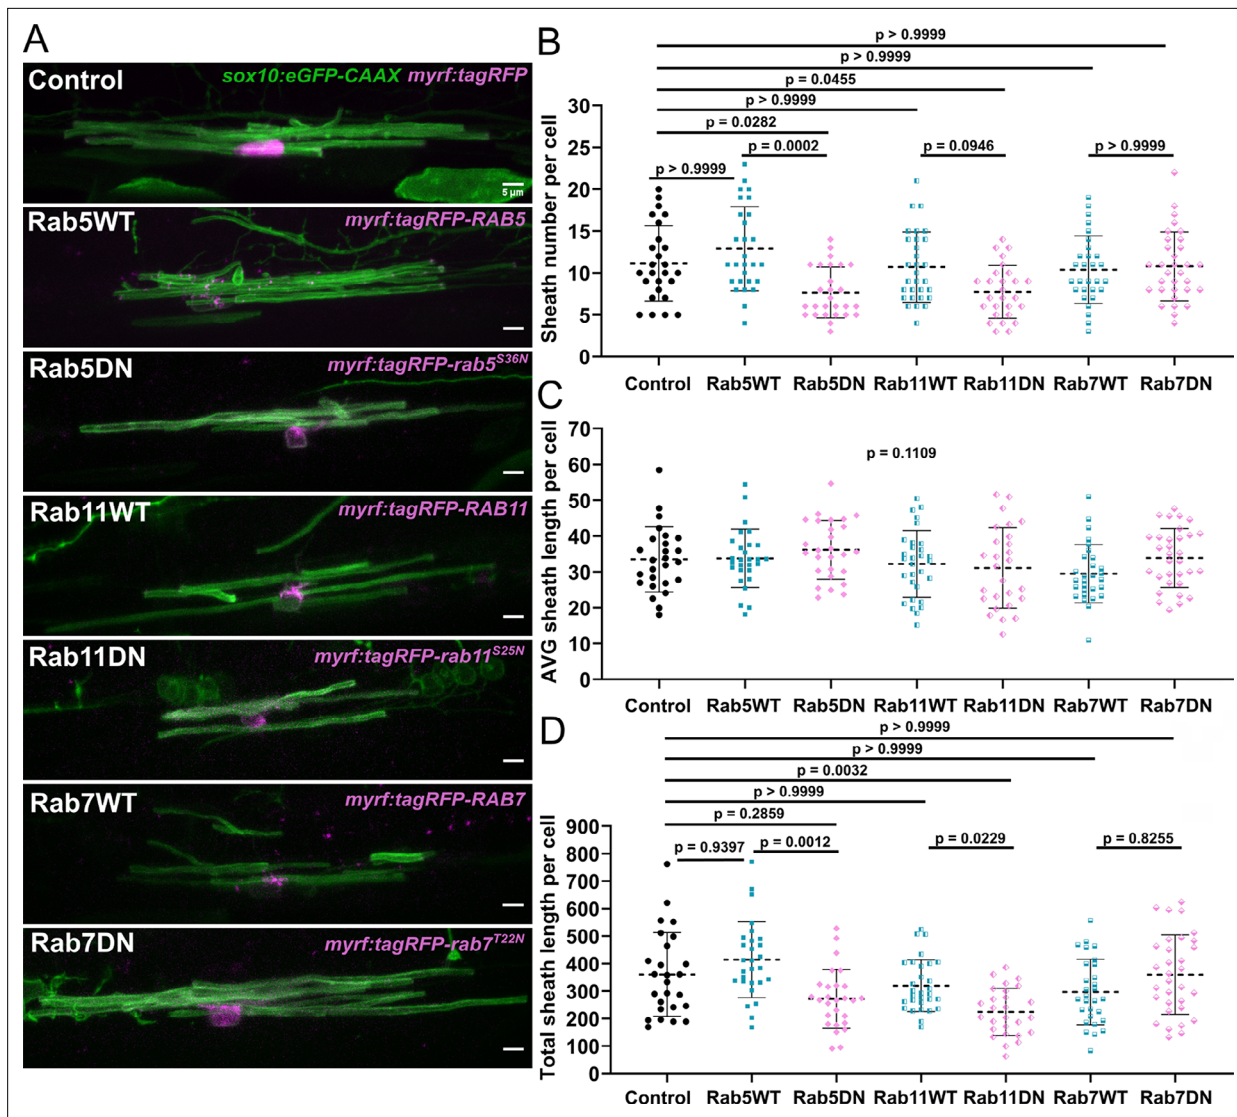 A
Control
sox10:eGFP-CAAX myrf:tagRFP
5 μm
Rab5WT
myrf:tagRFP-RAB5
Rab5DN
myrf:tagRFP-rab5S36N
Rab11WT
myrf:tagRFP-RAB11
Rab11DN
myrf:tagRFP-rab11S25N
Rab7WT
myrf:tagRFP-RAB7
Rab7DN
myrf:tagRFP-rab7T22N
B
p > 0.9999
p > 0.9999
p = 0.0455
p > 0.9999
p = 0.0282
p = 0.0002
p = 0.0946
p > 0.9999
p > 0.9999
Sheath number per cell
30
25
20
15
10
5
0
Control Rab5WT Rab5DN Rab11WT Rab11DN Rab7WT Rab7DN
C
p = 0.1109
AVG sheath length per cell
70
60
50
40
30
20
10
0
Control Rab5WT Rab5DN Rab11WT Rab11DN Rab7WT Rab7DN
D
p > 0.9999
p > 0.9999
p = 0.0032
p > 0.9999
p = 0.2859
p = 0.9397
p = 0.0012
p = 0.0229
p = 0.8255
Total sheath length per cell
900
800
700
600
500
400
300
200
100
0
Control Rab5WT Rab5DN Rab11WT Rab11DN Rab7WT Rab7DN